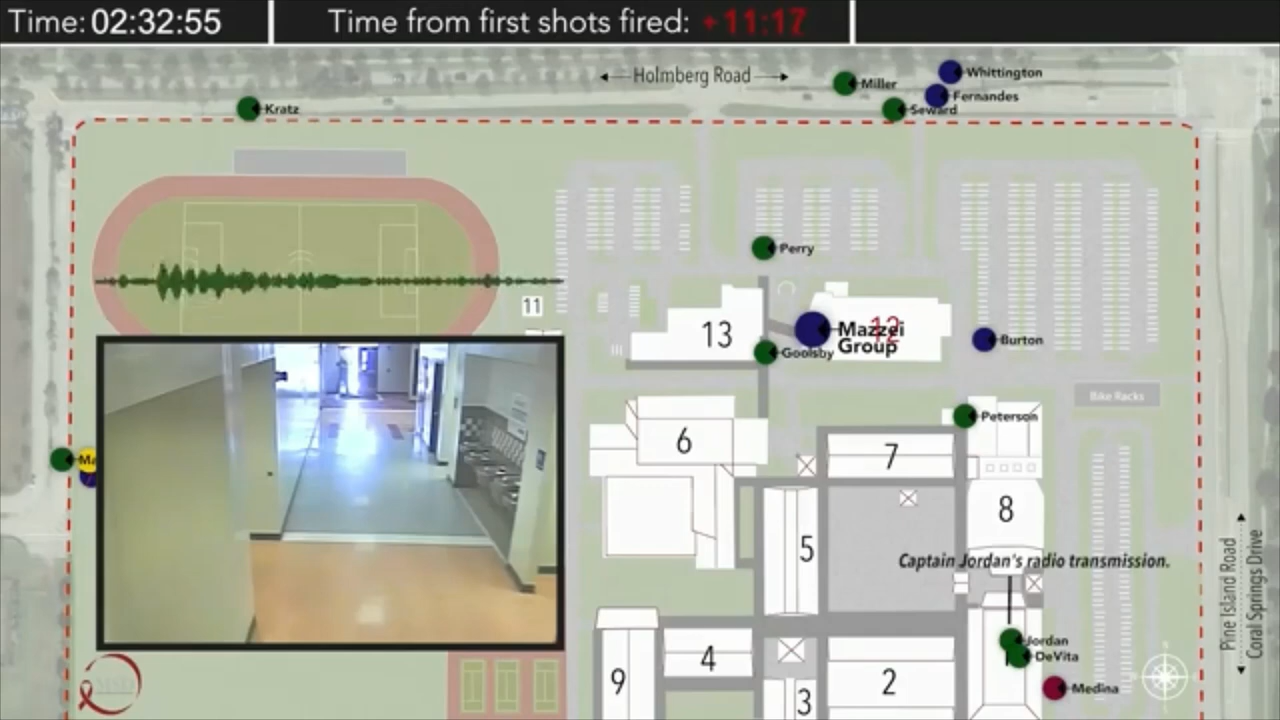 Time: 02:32:55
Time from first shots fired: +11:17
Holmberg Road
Miller
Whittington
Fernandes
Seward
Kratz
Perry
11
13
12
Mazzei
Group
Goolsby
Burton
Bike Racks
Peterson
6
7
8
5
Captain Jordan's radio transmission.
Pine Island Road
Coral Springs Drive
Jordan
DeVita
Medina
4
9
2
3
MSD